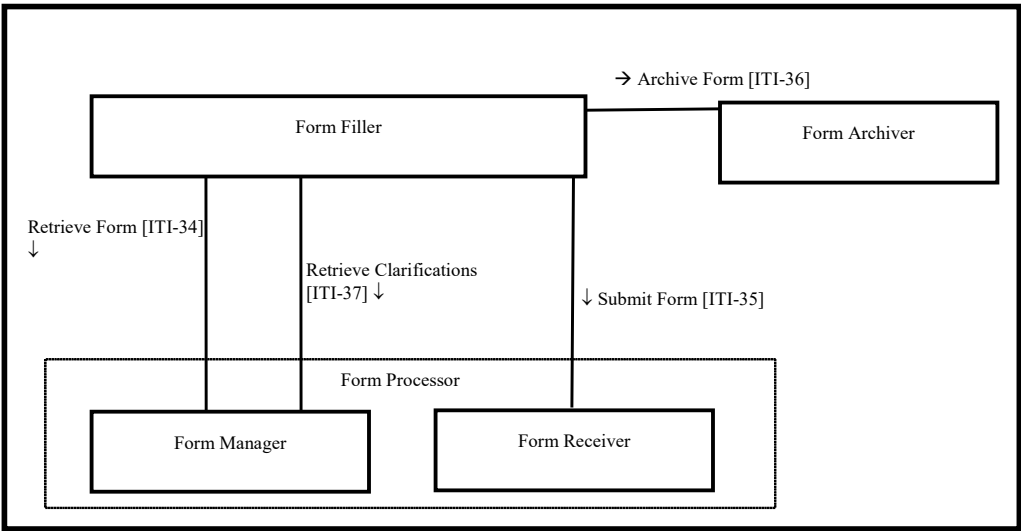 → Archive Form [ITI-36]
Form Filler
Form Archiver
Retrieve Form [ITI-34]
↓
Retrieve Clarifications
[ITI-37] ↓
↓ Submit Form [ITI-35]
Form Processor
Form Manager
Form Receiver